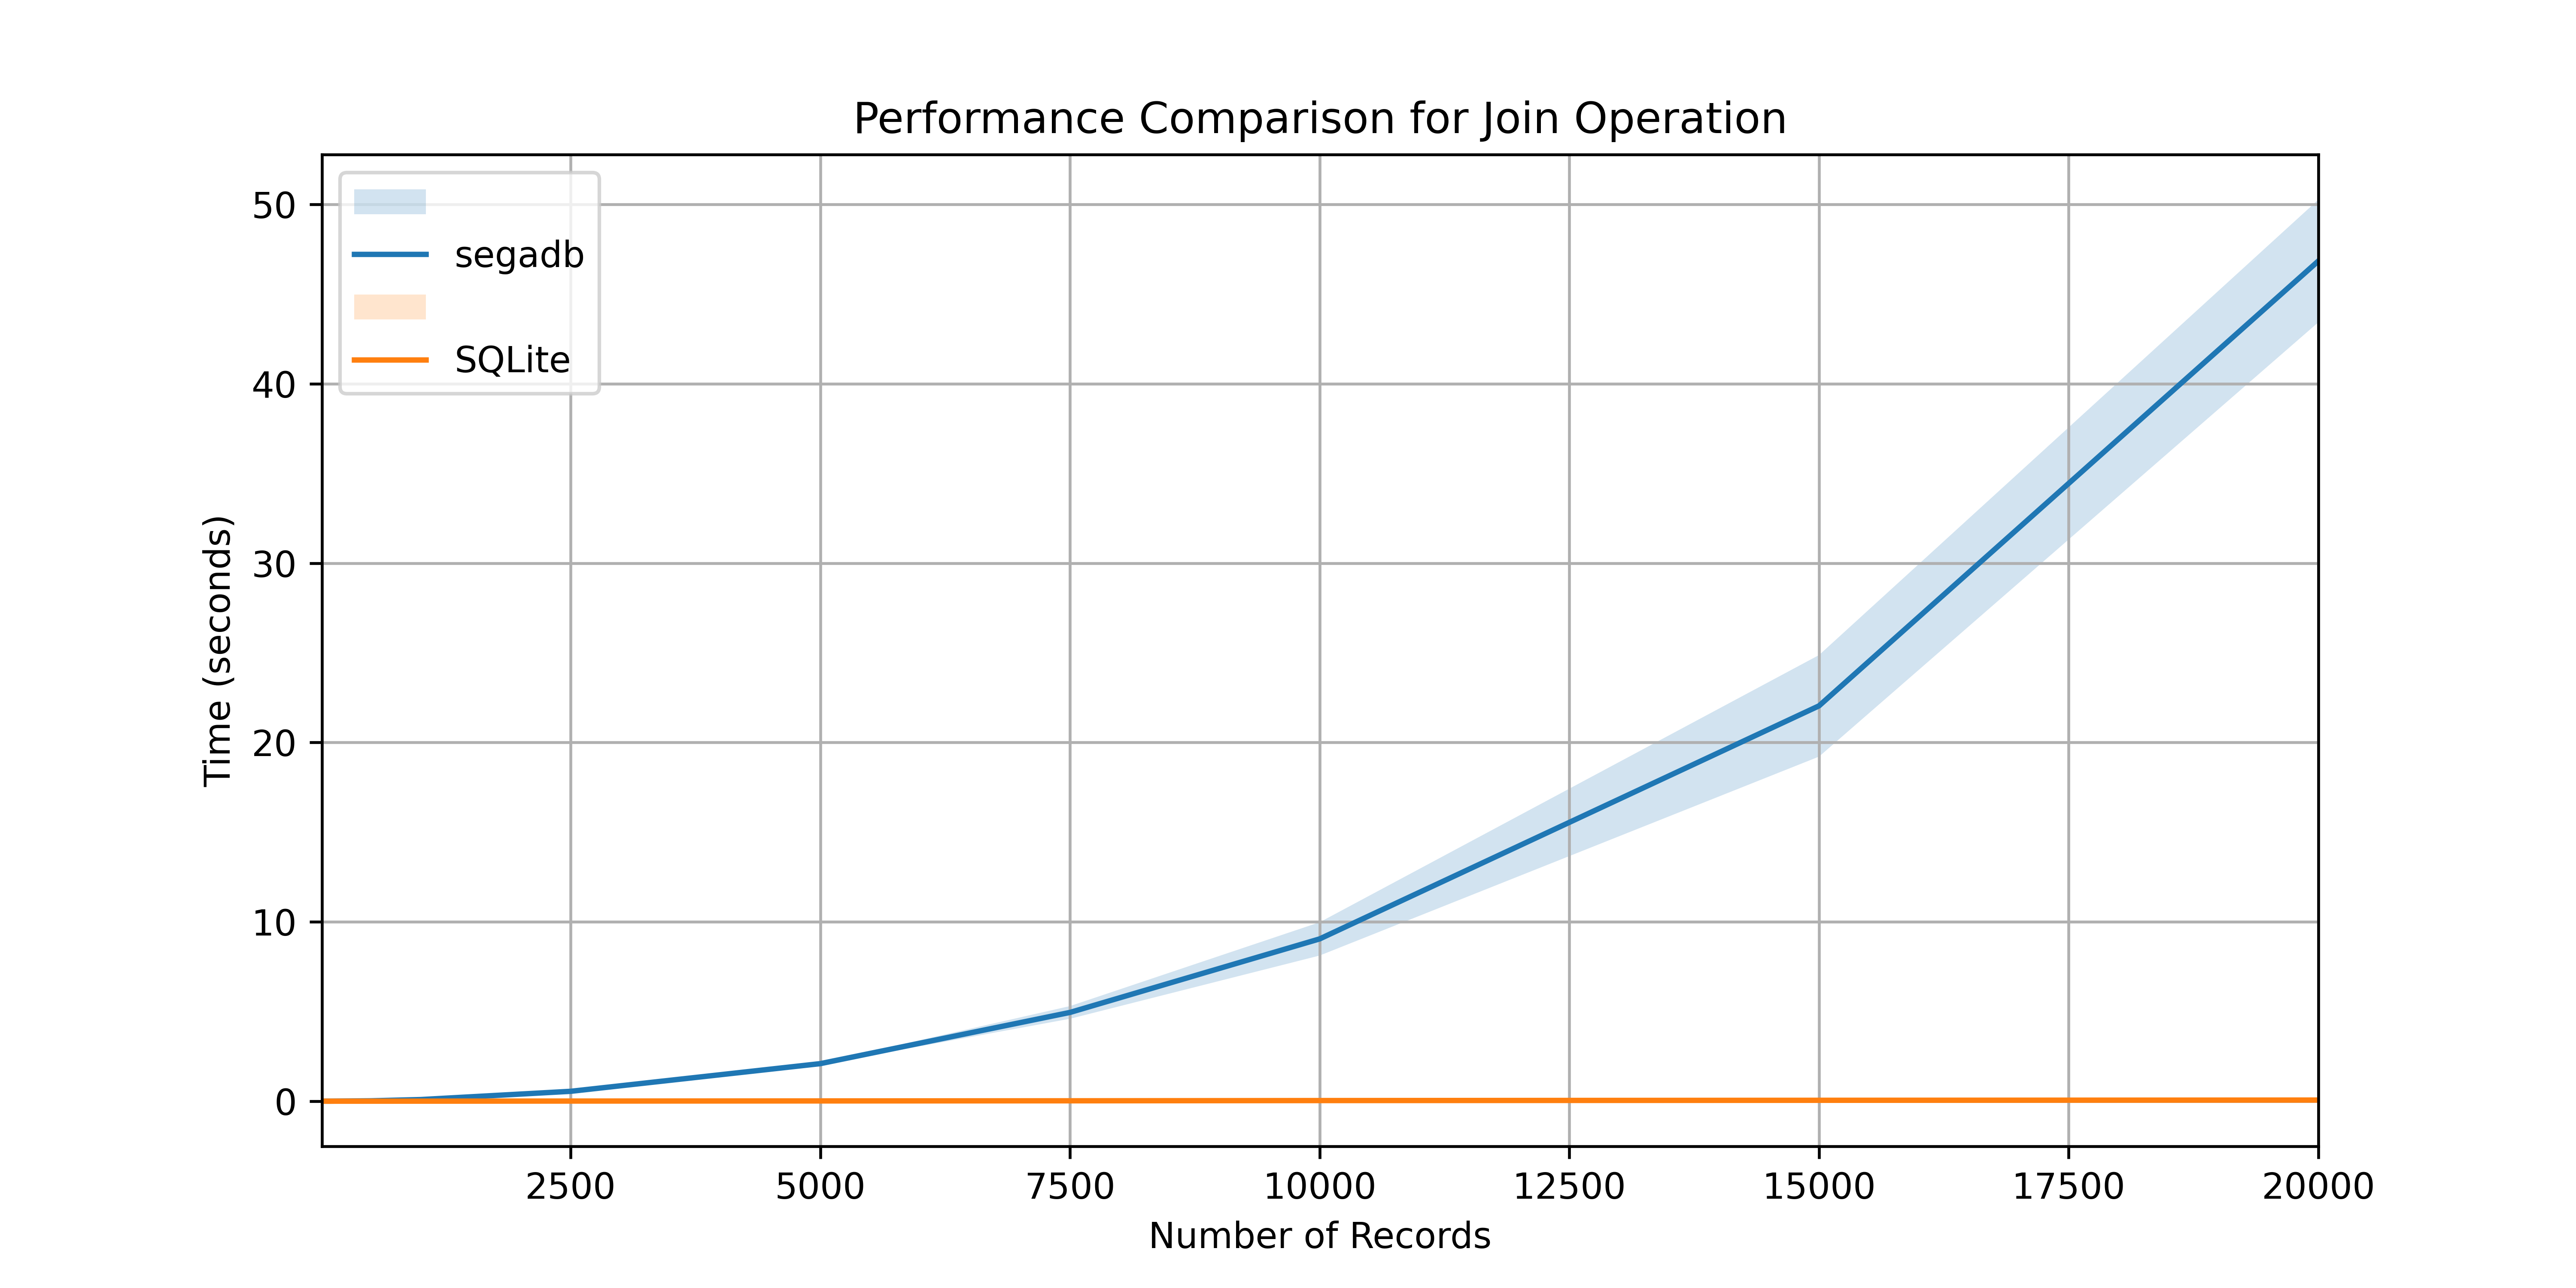 Performance Comparison for Join Operation
segadb
SQLite
50
40
30
20
10
0
Time (seconds)
2500 5000 7500 10000 12500 15000 17500 20000
Number of Records